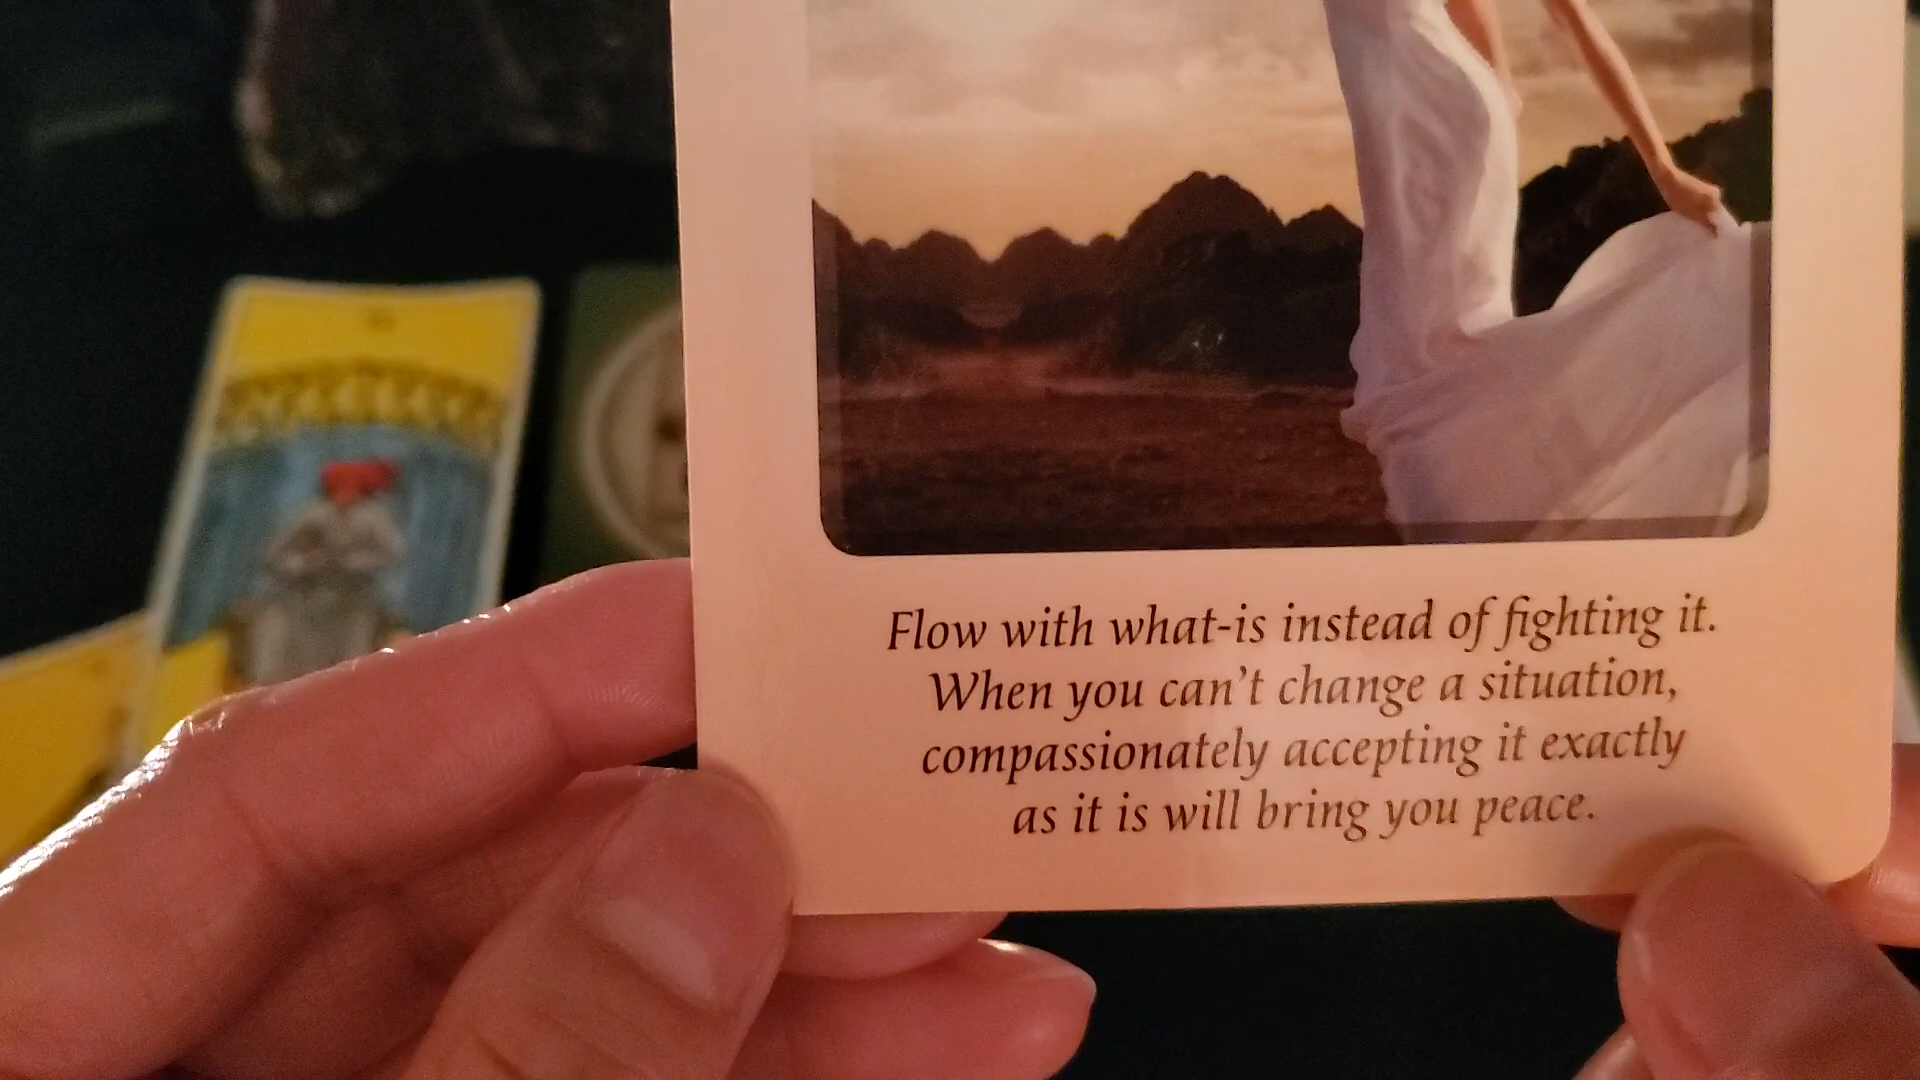 Flow with what-is instead of fighting it.
When you can't change a situation,
compassionately accepting it exactly
as it is will bring you peace.